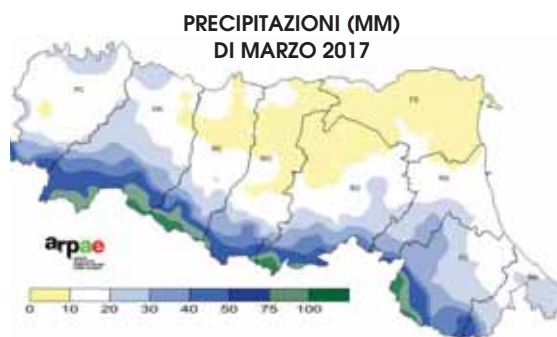 PRECIPITAZIONI (MM)
DI MARZO 2017
PC
PR
RE
MO
FE
BO
RA
FC
RN
arpae
0 10 20 30 40 50 75 100